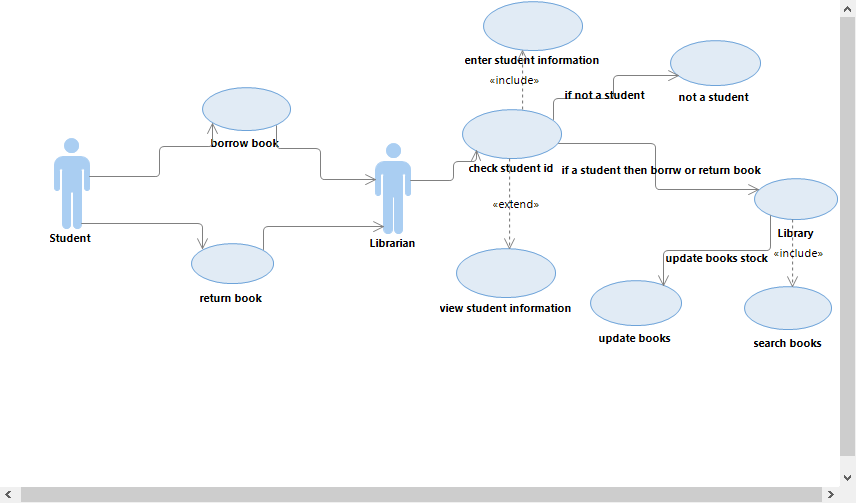 enter student information
«include»
if not a student
not a student
borrow book
check student id
if a student then borrw or return book
Student
Librarian
«extend»
Library
return book
update books stock
«include»
view student information
update books
search books